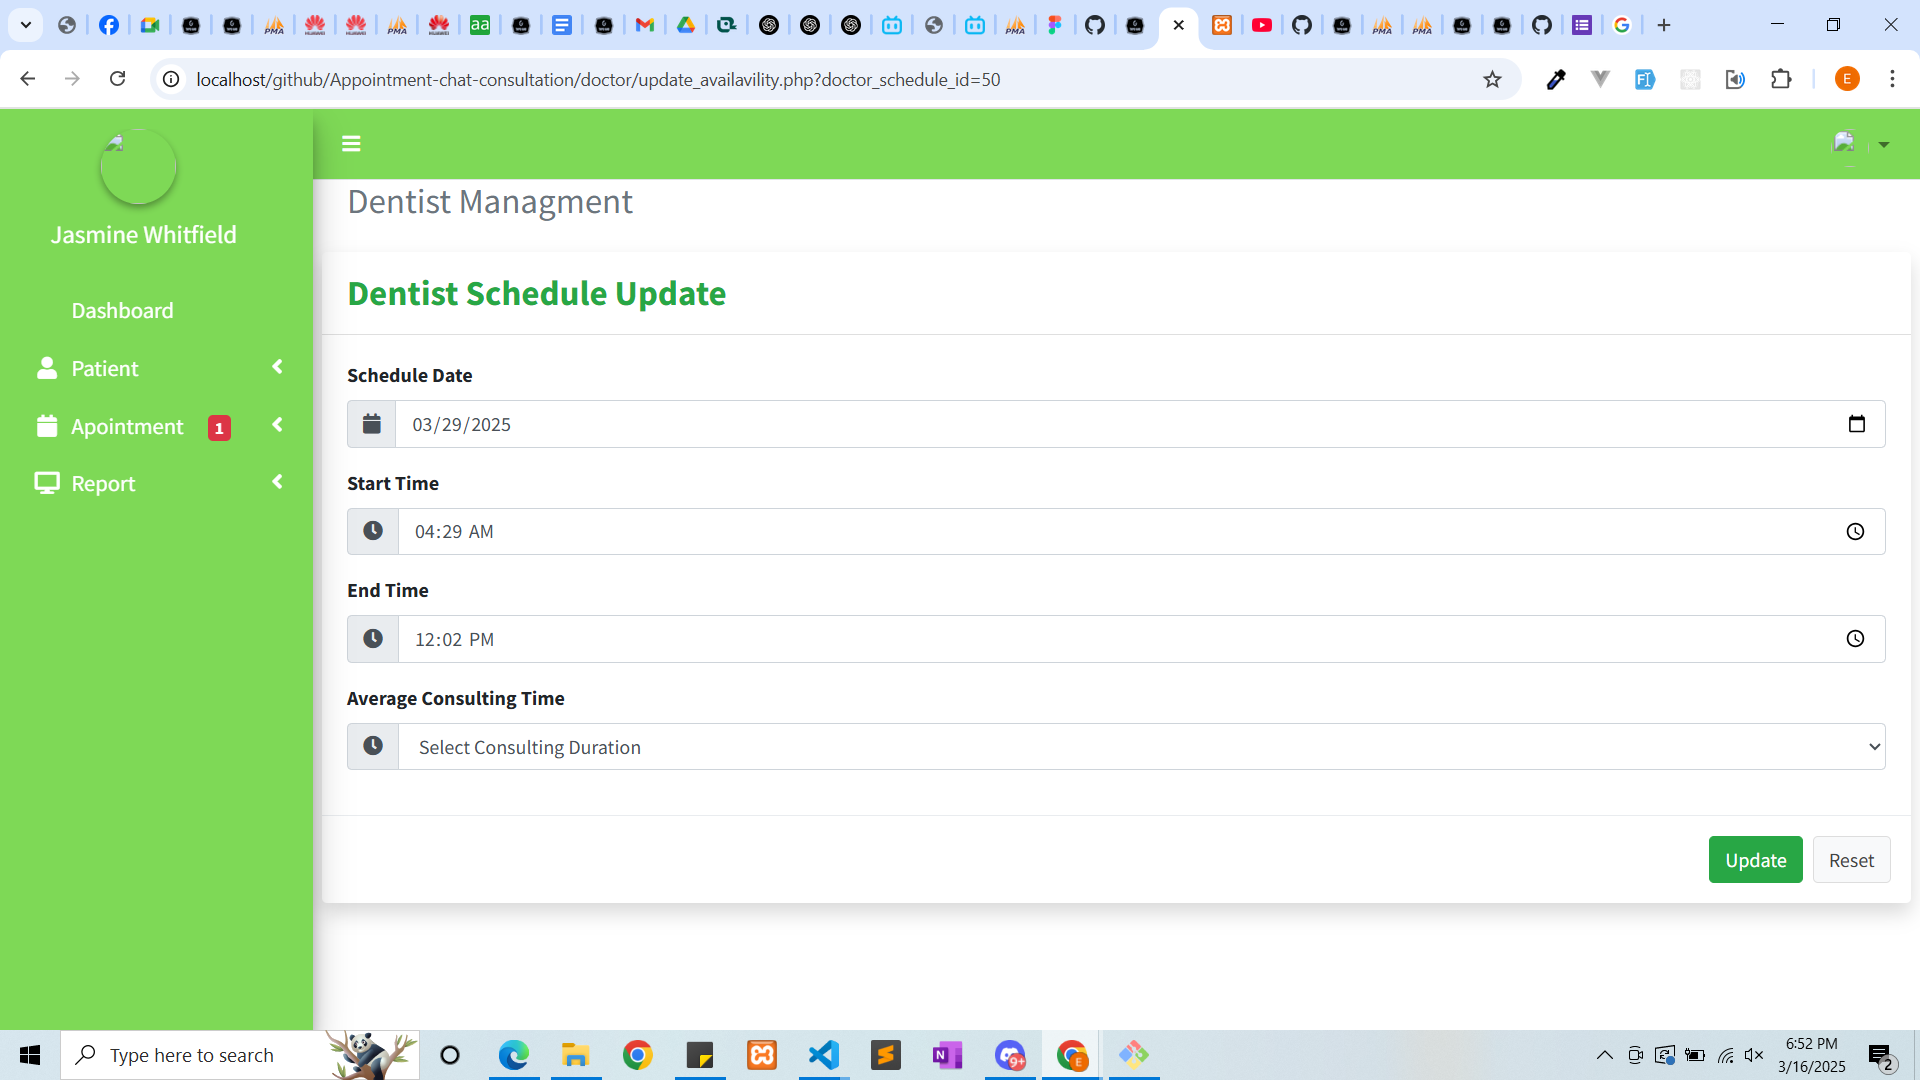 localhost/github/Appointment-chat-consultation/doctor/update_availavility.php?doctor_schedule_id=50
E
Jasmine Whitfield
Dashboard
Patient
Apointment 1
Report
Dentist Managment
Dentist Schedule Update
Schedule Date
03/29/2025
Start Time
04:29 AM
End Time
12:02 PM
Average Consulting Time
Select Consulting Duration
Update Reset
Type here to search
9+
E
6:52 PM
3/16/2025
2